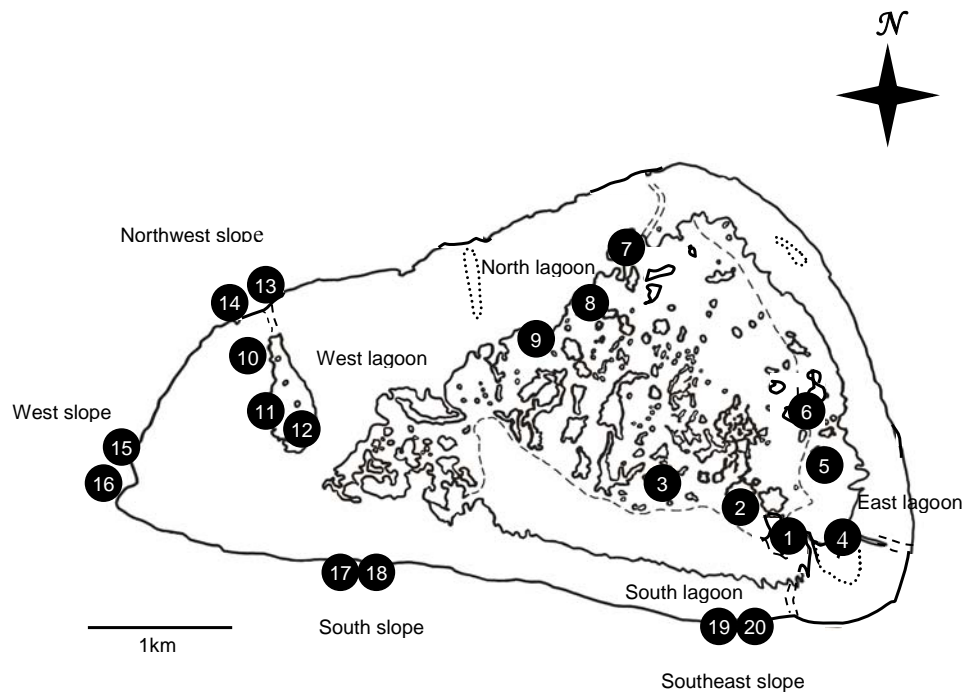 N
Northwest slope
7
North lagoon
13
14
8
9
10
West lagoon
11
12
6
West slope
15
5
16
3
2
East lagoon
1
4
17
18
South lagoon
19
20
South slope
1km
Southeast slope